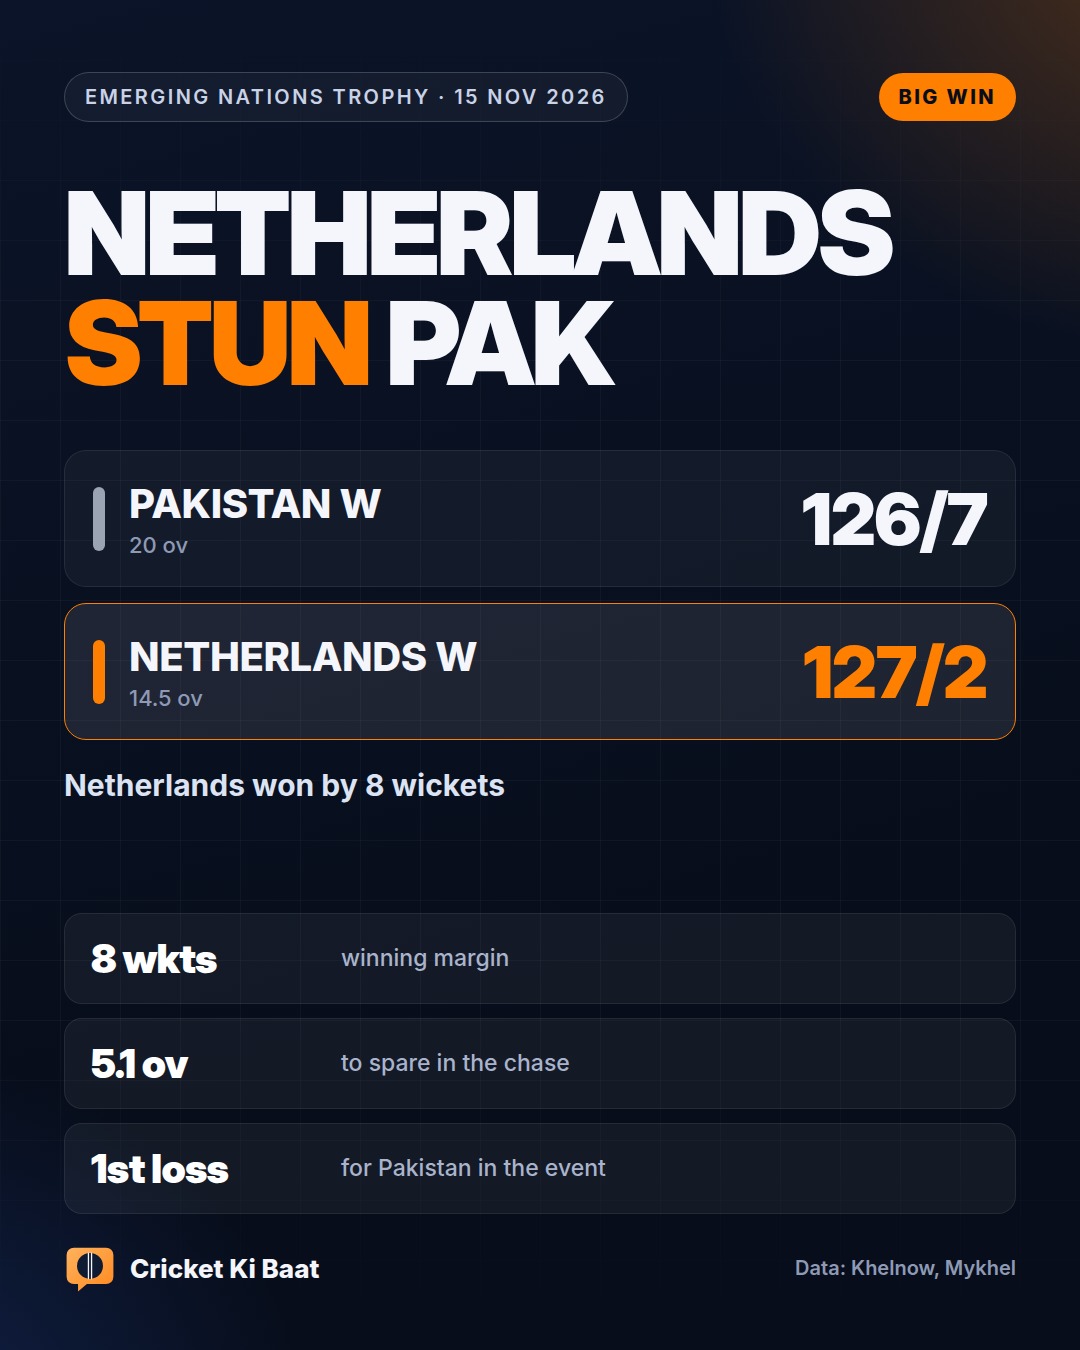 EMERGING NATIONS TROPHY · 15 NOV 2026
BIG WIN
NETHERLANDS
STUN PAK
PAKISTAN W
20 ov
126/7
NETHERLANDS W
14.5 ov
127/2
Netherlands won by 8 wickets
8 wkts
winning margin
5.1 ov
to spare in the chase
1st loss
for Pakistan in the event
Cricket Ki Baat
Data: Khelnow, Mykhel